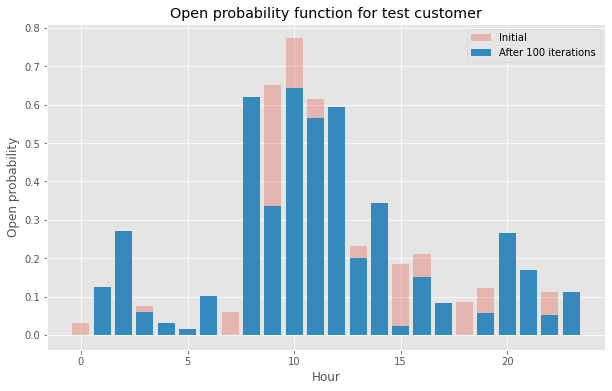 Open probability function for test customer
Initial
After 100 iterations
Open probability
0.8
0.7
0.6
0.5
0.4
0.3
0.2
0.1
0.0
0 5 10 15 20
Hour